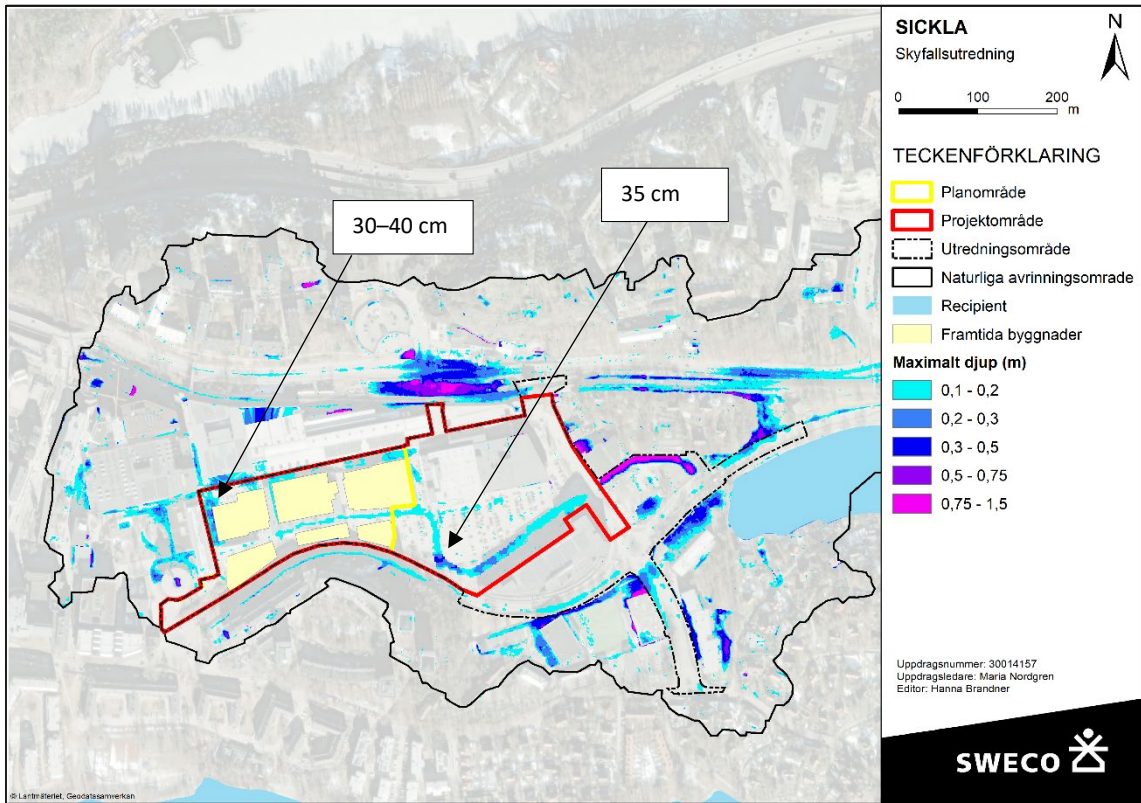 30–40 cm
35 cm
© Lantmäteriet, Geodatasamverkan
SICKLA
Skyfallsutredning
N
0 100 200
m
TECKENFÖRKLARING
Planområde
Projektområde
Utredningsområde
Naturliga avrinningsområde
Recipient
Framtida byggnader
Maximalt djup (m)
0,1 - 0,2
0,2 - 0,3
0,3 - 0,5
0,5 - 0,75
0,75 - 1,5
Uppdragsnummer: 30014157
Uppdragsledare: Maria Nordgren
Editor: Hanna Brandner
SWECO